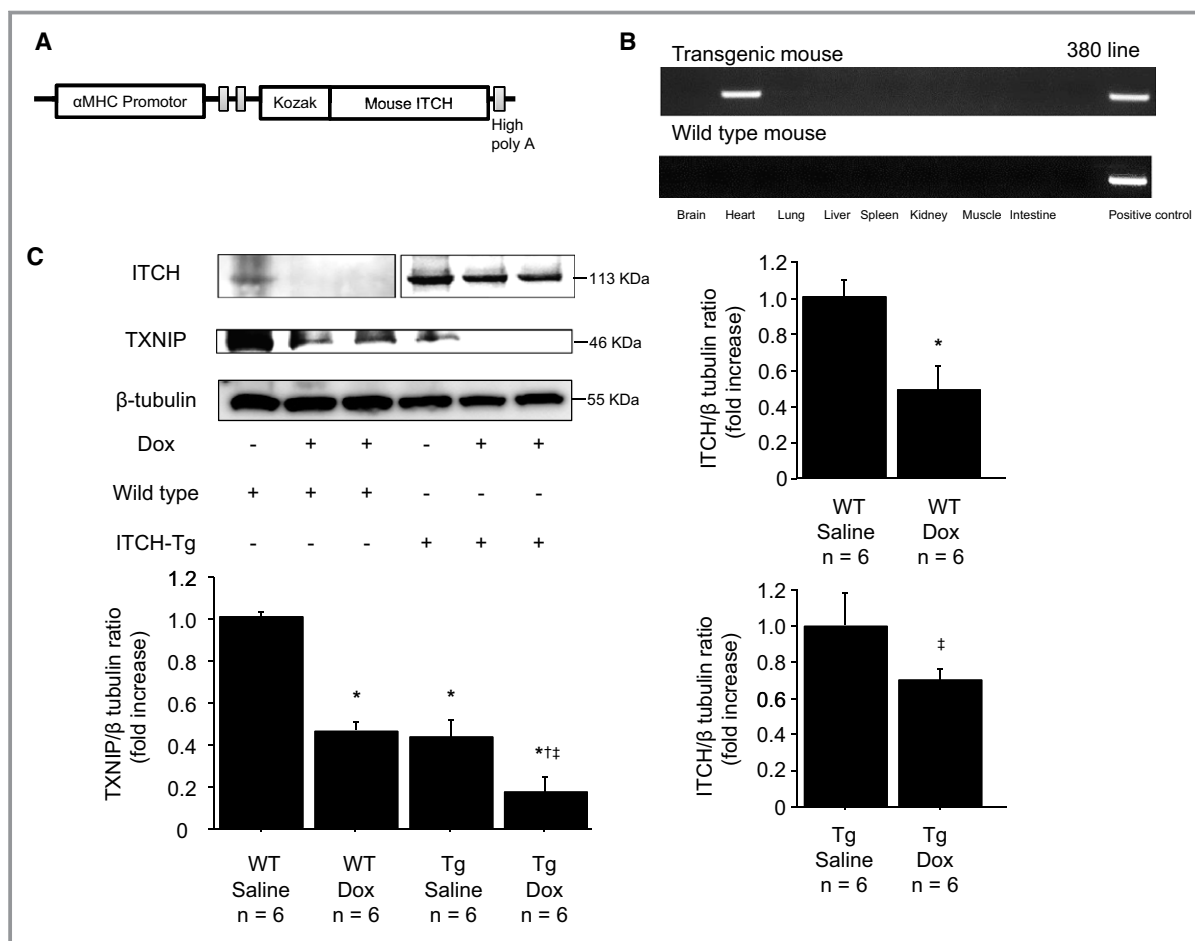 A
αMHC Promotor
Kozak
Mouse ITCH
High
poly A
B
Transgenic mouse
380 line
Wild type mouse
Brain Heart Lung Liver Spleen Kidney Muscle Intestine Positive control
C
ITCH
113 KDa
TXNIP
46 KDa
β-tubulin
55 KDa
Dox - + + - + +
Wild type + + + - - -
ITCH-Tg - - - + + +
ITCH/β tubulin ratio
(fold increase)
1.2
1.0
0.8
0.6
0.4
0.2
0
*
WT
Saline
n = 6
WT
Dox
n = 6
TXNIP/β tubulin ratio
(fold increase)
1.2
1.0
0.8
0.6
0.4
0.2
0
*
*
*†‡
WT
Saline
n = 6
WT
Dox
n = 6
Tg
Saline
n = 6
Tg
Dox
n = 6
ITCH/β tubulin ratio
(fold increase)
1.2
1.0
0.8
0.6
0.4
0.2
0
‡
Tg
Saline
n = 6
Tg
Dox
n = 6